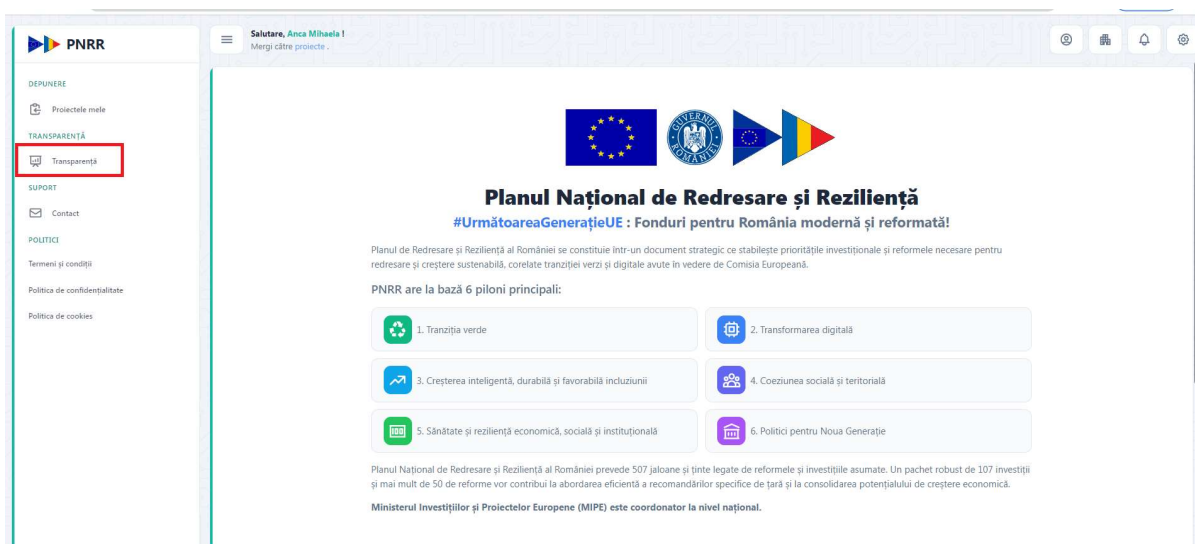 PNRR
Salutare, Anca Mihaela !
Mergi către proiecte .
DEPUNERE
Proiectele mele
TRANSPARENȚĂ
Transparență
SUPORT
Contact
POLITICI
Termeni și condiții
Politica de confidențialitate
Politica de cookies
GUVERNUL ROMÂNIEI
Planul Național de Redresare și Reziliență
#UrmătoareaGenerațieUE : Fonduri pentru România modernă și reformată!
Planul de Redresare și Reziliență al României se constituie într-un document strategic ce stabilește prioritățile investiționale și reformele necesare pentru
redresare și creștere sustenabilă, corelate tranziției verzi și digitale avute în vedere de Comisia Europeană.
PNRR are la bază 6 piloni principali:
1. Tranziția verde
2. Transformarea digitală
3. Creșterea inteligentă, durabilă și favorabilă incluziunii
4. Coeziunea socială și teritorială
5. Sănătate și reziliență economică, socială și instituțională
6. Politici pentru Noua Generație
Planul Național de Redresare și Reziliență al României prevede 507 jaloane și ținte legate de reformele și investițiile asumate. Un pachet robust de 107 investiții
și mai mult de 50 de reforme vor contribui la abordarea eficientă a recomandărilor specifice de țară și la consolidarea potențialului de creștere economică.
Ministerul Investițiilor și Proiectelor Europene (MIPE) este coordonator la nivel național.